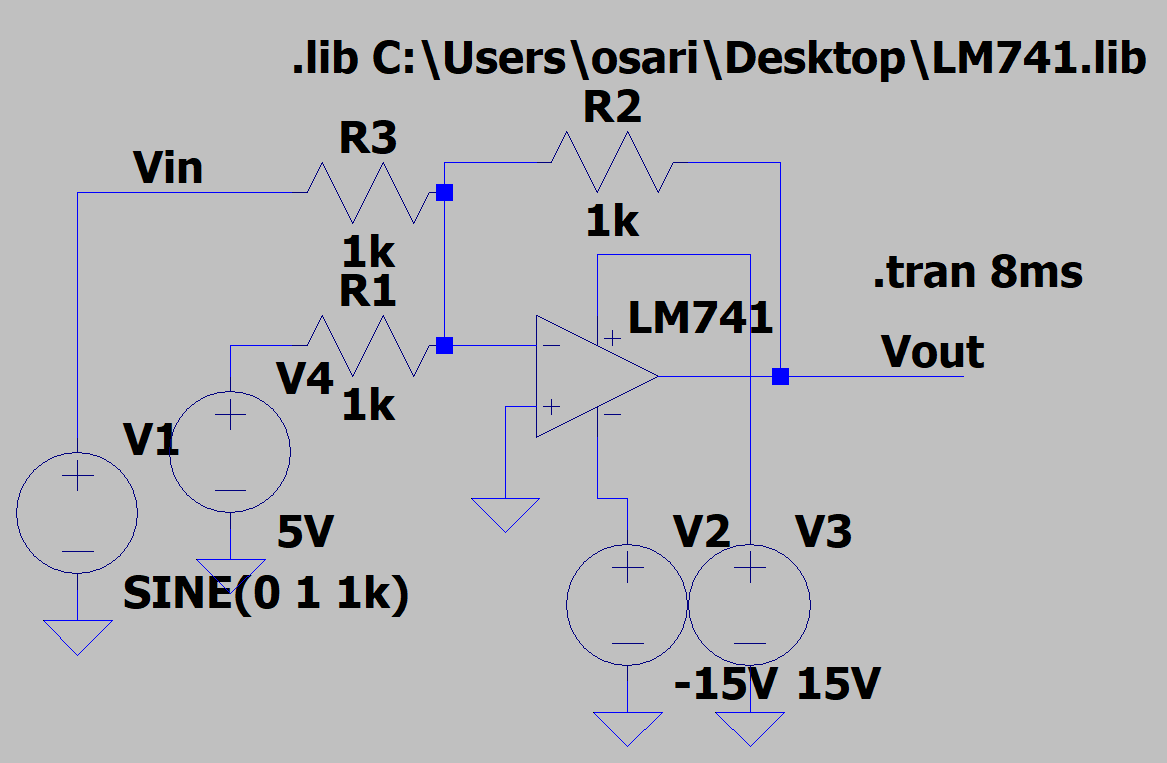 .lib C:\Users\osari\Desktop\LM741.lib
R2
R3
Vin
1k
1k
R1
.tran 8ms
LM741
Vout
V4
1k
V1
5V
V2
V3
SINE(0 1 1k)
-15V
15V